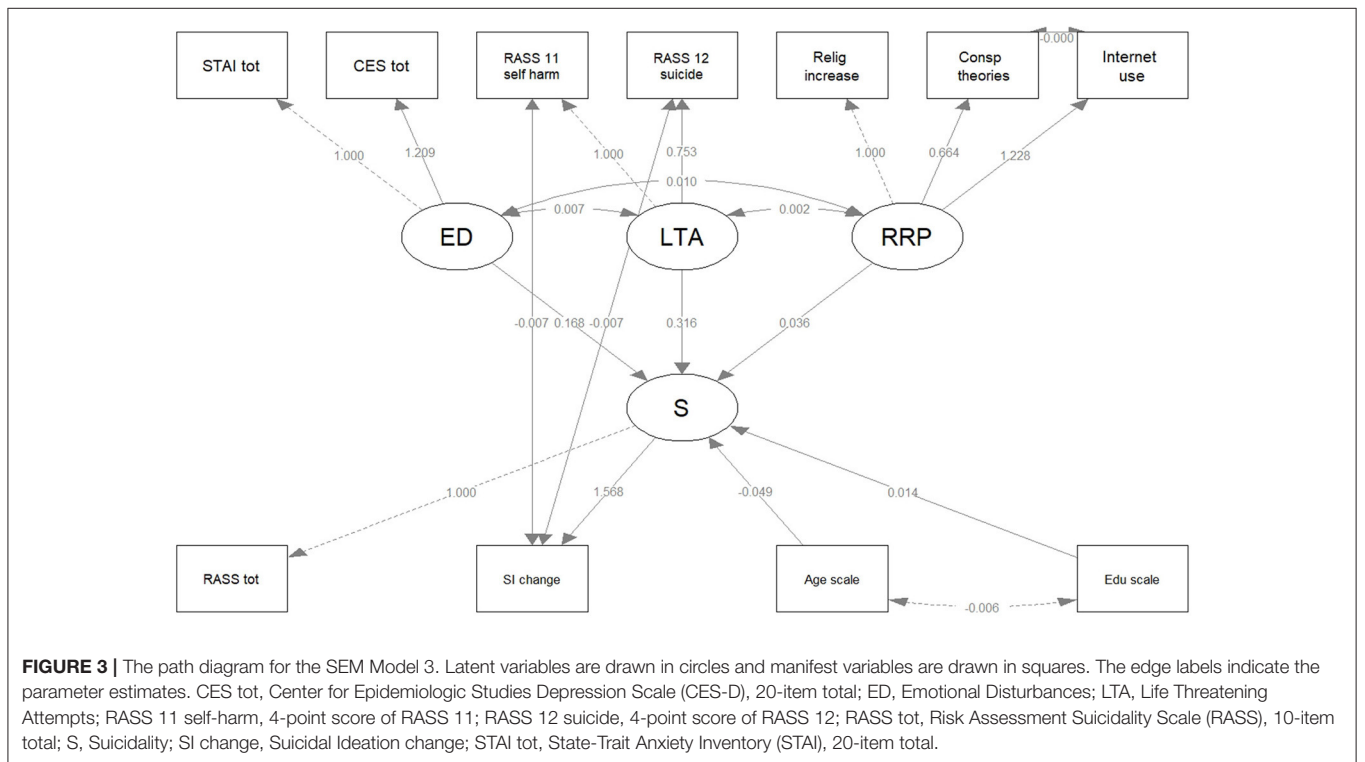 STAI tot
CES tot
RASS 11
self harm
RASS 12
suicide
Relig
increase
Consp
theories
-0.000
Internet
use
1.000
1.209
1.000
0.753
1.000
0.664
1.228
0.010
0.007
0.002
ED
LTA
RRP
-0.007
0.168
-0.007
0.316
0.036
S
1.000
1.568
-0.049
0.014
RASS tot
SI change
Age scale
-0.006
Edu scale
FIGURE 3 | The path diagram for the SEM Model 3. Latent variables are drawn in circles and manifest variables are drawn in squares. The edge labels indicate the
parameter estimates. CES tot, Center for Epidemiologic Studies Depression Scale (CES-D), 20-item total; ED, Emotional Disturbances; LTA, Life Threatening
Attempts; RASS 11 self-harm, 4-point score of RASS 11; RASS 12 suicide, 4-point score of RASS 12; RASS tot, Risk Assessment Suicidality Scale (RASS), 10-item
total; S, Suicidality; SI change, Suicidal Ideation change; STAI tot, State-Trait Anxiety Inventory (STAI), 20-item total.